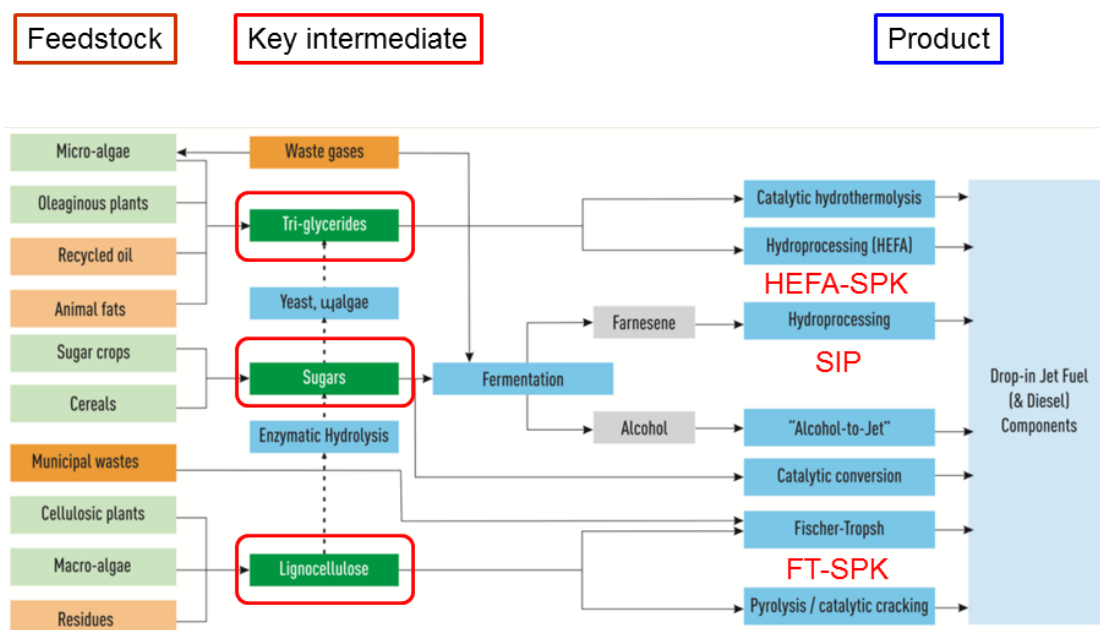 Feedstock
Key intermediate
Product
Micro-algae
Waste gases
Oleaginous plants
Tri-glycerides
Catalytic hydrothermolysis
Recycled oil
Hydroprocessing (HEFA)
HEFA-SPK
Animal fats
Yeast, µalgae
Farnesene
Hydroprocessing
SIP
Sugar crops
Sugars
Fermentation
Drop-in Jet Fuel
(& Diesel)
Components
Cereals
Enzymatic Hydrolysis
Alcohol
"Alcohol-to-Jet"
Municipal wastes
Catalytic conversion
Cellulosic plants
Fischer-Tropsh
Macro-algae
Lignocellulose
FT-SPK
Residues
Pyrolysis / catalytic cracking